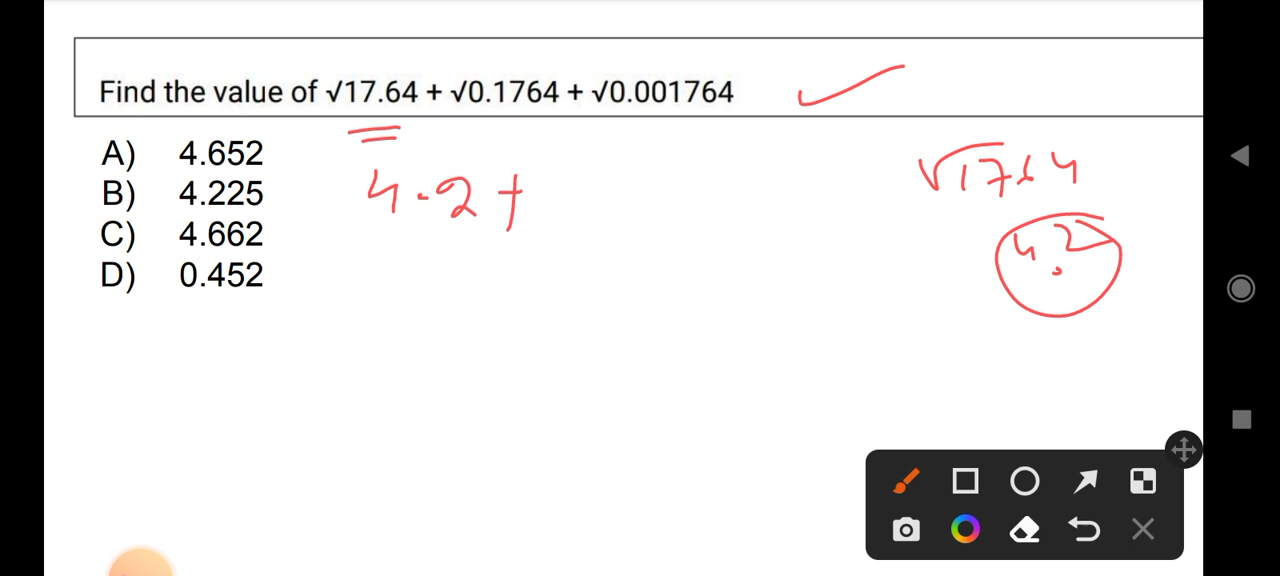 Find the value of √17.64 + √0.1764 + √0.001764
A) 4.652
B) 4.225
C) 4.662
D) 0.452
4.2 +
√17.64
4.2